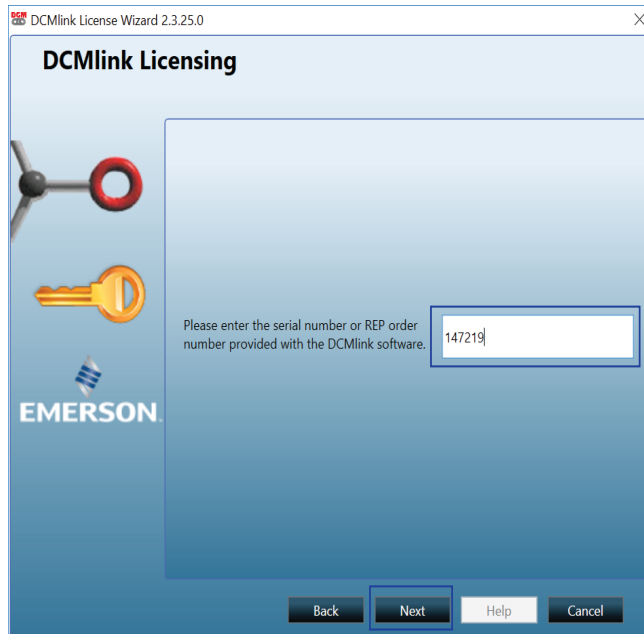 DCM
DCMlink License Wizard 2.3.25.0
DCMlink Licensing
Please enter the serial number or REP order
number provided with the DCMlink software.
147219
EMERSON.
Back
Next
Help
Cancel